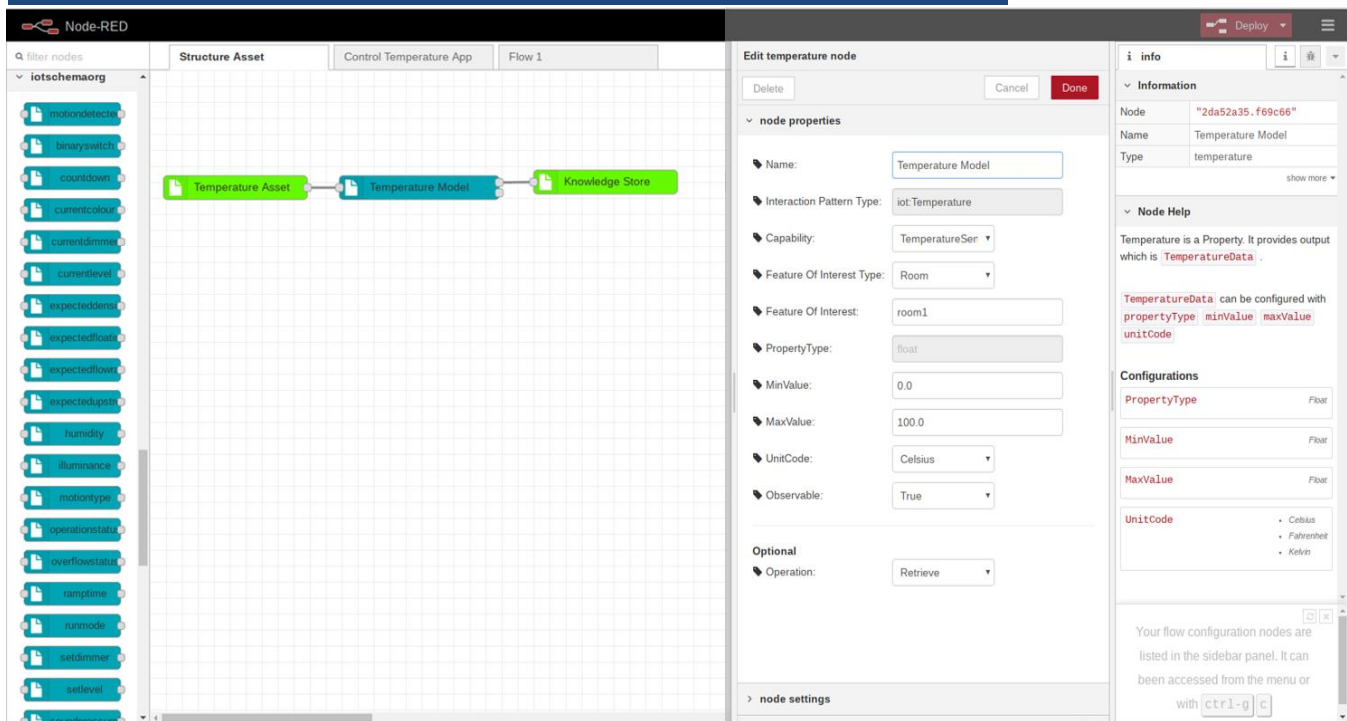 Node-RED
Deploy
filter nodes
iotschemaorg
motiondetecte
binaryswitch
countdown
currentcolour
currentdimmer
currentlevel
expecteddens
expectedfloati
expectedflowr
expectedupstr
humidity
illuminance
motiontype
operationstatu
overflowstatus
ramptime
runmode
setdimmer
setlevel
Structure Asset
Control Temperature App
Flow 1
Temperature Asset
Temperature Model
Knowledge Store
Edit temperature node
Delete
Cancel
Done
node properties
Name: Temperature Model
Interaction Pattern Type: iot:Temperature
Capability: TemperatureSer
Feature Of Interest Type: Room
Feature Of Interest: room1
PropertyType: float
MinValue: 0.0
MaxValue: 100.0
UnitCode: Celsius
Observable: True
Optional
Operation: Retrieve
node settings
i info
i
Information
Node "2da52a35.f69c66"
Name Temperature Model
Type temperature
show more
Node Help
Temperature is a Property. It provides output
which is TemperatureData .
TemperatureData can be configured with
propertyType minValue maxValue
unitCode
Configurations
PropertyType Float
MinValue Float
MaxValue Float
UnitCode • Celsius
• Fahrenheit
• Kelvin
Your flow configuration nodes are
listed in the sidebar panel. It can
been accessed from the menu or
with ctrl-g c